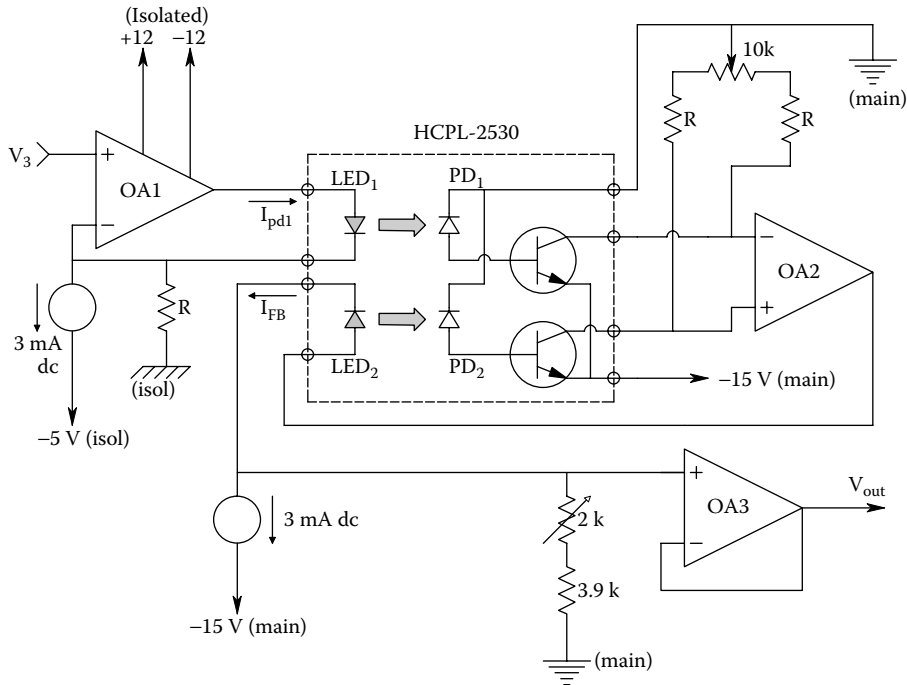 (Isolated)
+12 −12
10k
(main)
R
R
HCPL-2530
V3
+
OA1
−
LED1
PD1
Ipd1
−
OA2
+
R
3 mA
dc
IFB
(isol)
LED2
PD2
−15 V (main)
−5 V (isol)
+
OA3
−
Vout
3 mA dc
2 k
3.9 k
−15 V (main)
(main)